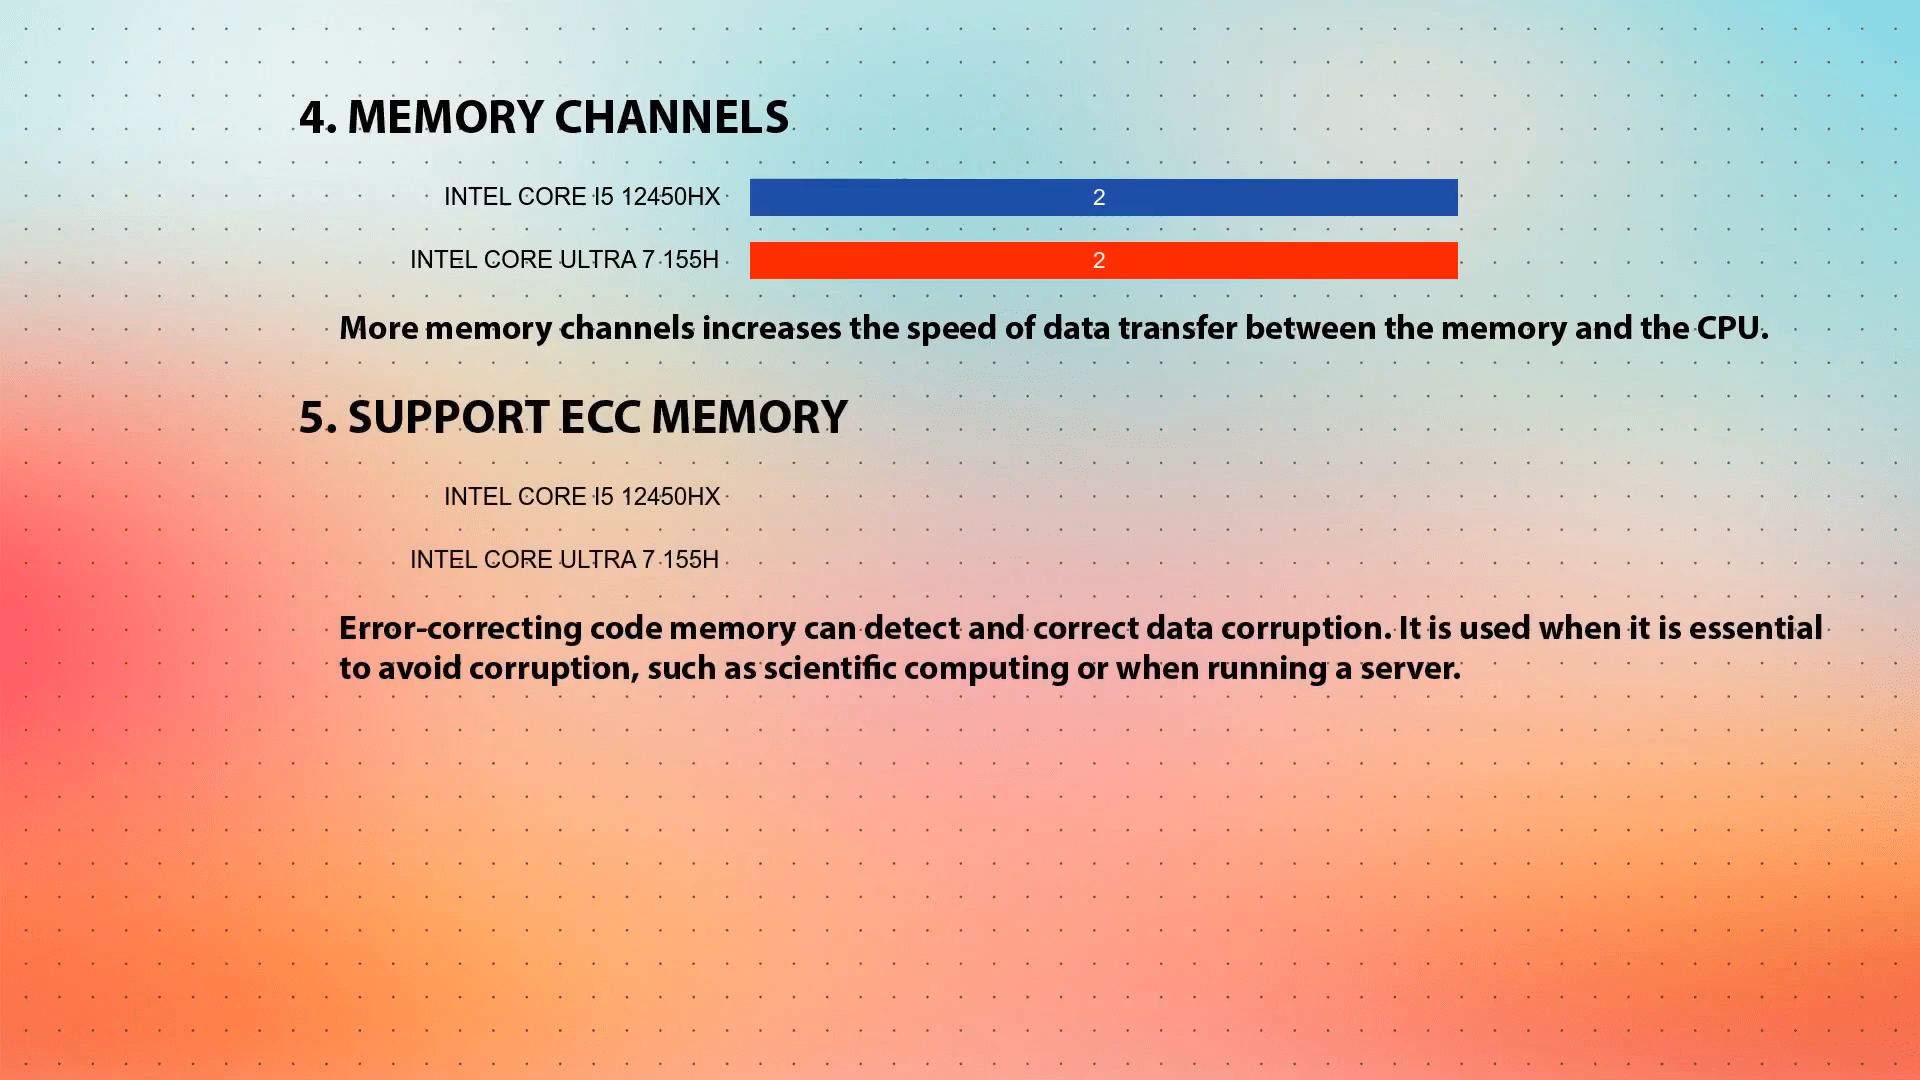 4. MEMORY CHANNELS
INTEL CORE I5 12450HX 2
INTEL CORE ULTRA 7 155H 2
More memory channels increases the speed of data transfer between the memory and the CPU.
5. SUPPORT ECC MEMORY
INTEL CORE I5 12450HX
INTEL CORE ULTRA 7 155H
Error-correcting code memory can detect and correct data corruption. It is used when it is essential
to avoid corruption, such as scientific computing or when running a server.